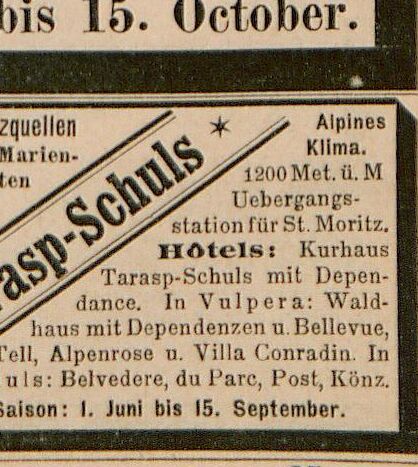 bis 15. October.
zquellen
Marien-
ten
asp-Schuls
Alpines
Klima.
1200 Met. ü. M
Uebergangs-
station für St. Moritz.
Hôtels: Kurhaus
Tarasp-Schuls mit Depen-
dance. In Vulpera: Wald-
haus mit Dependenzen u. Bellevue,
Tell, Alpenrose u. Villa Conradin. In
uls: Belvedere, du Parc, Post, Könz.
Saison: 1. Juni bis 15. September.